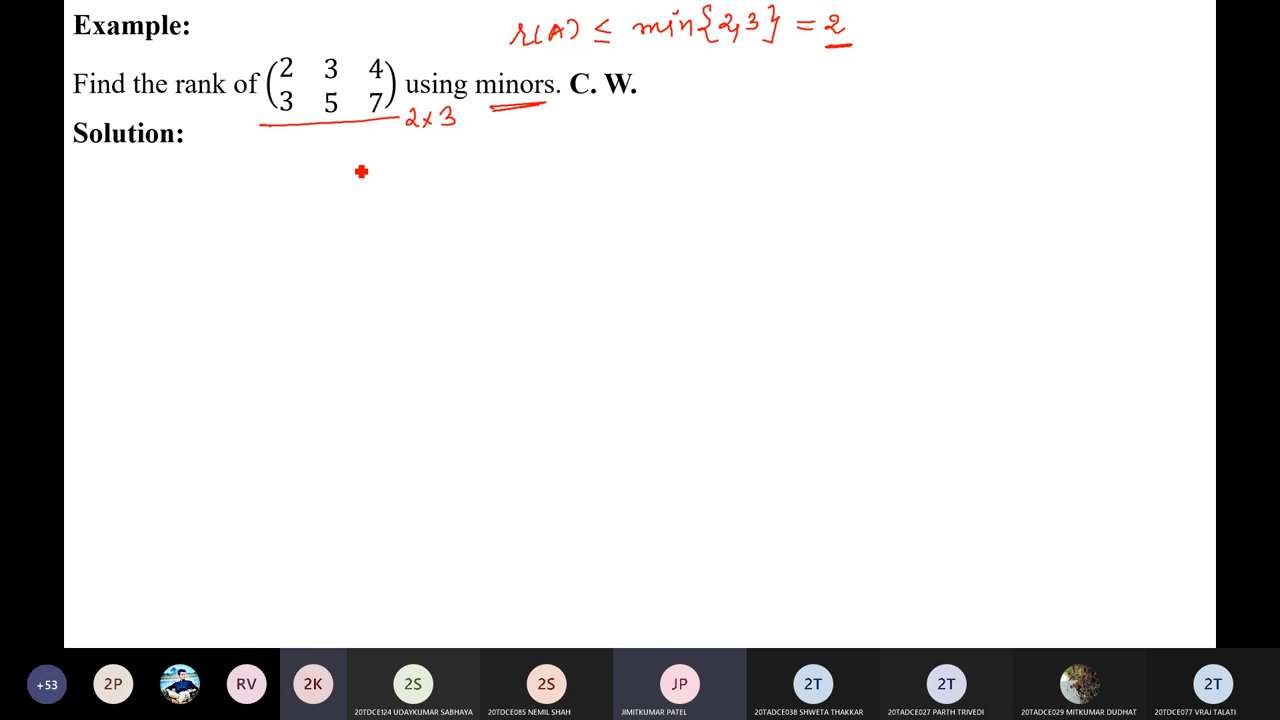 Example:
r(A) ≤ min{2,3} = 2
Find the rank of (2 3 4
3 5 7) using minors. C. W.
2×3
Solution:
+53
2P
RV
2K
2S
2S
JP
2T
2T
2T
20TDCE124 UDAYKUMAR SABHAYA
20TDCE085 NEMIL SHAH
JIMITKUMAR PATEL
20TADCE038 SHWETA THAKKAR
20TADCE027 PARTH TRIVEDI
20TADCE029 MITKUMAR DUDHAT
20TDCE077 VRAJ TALATI